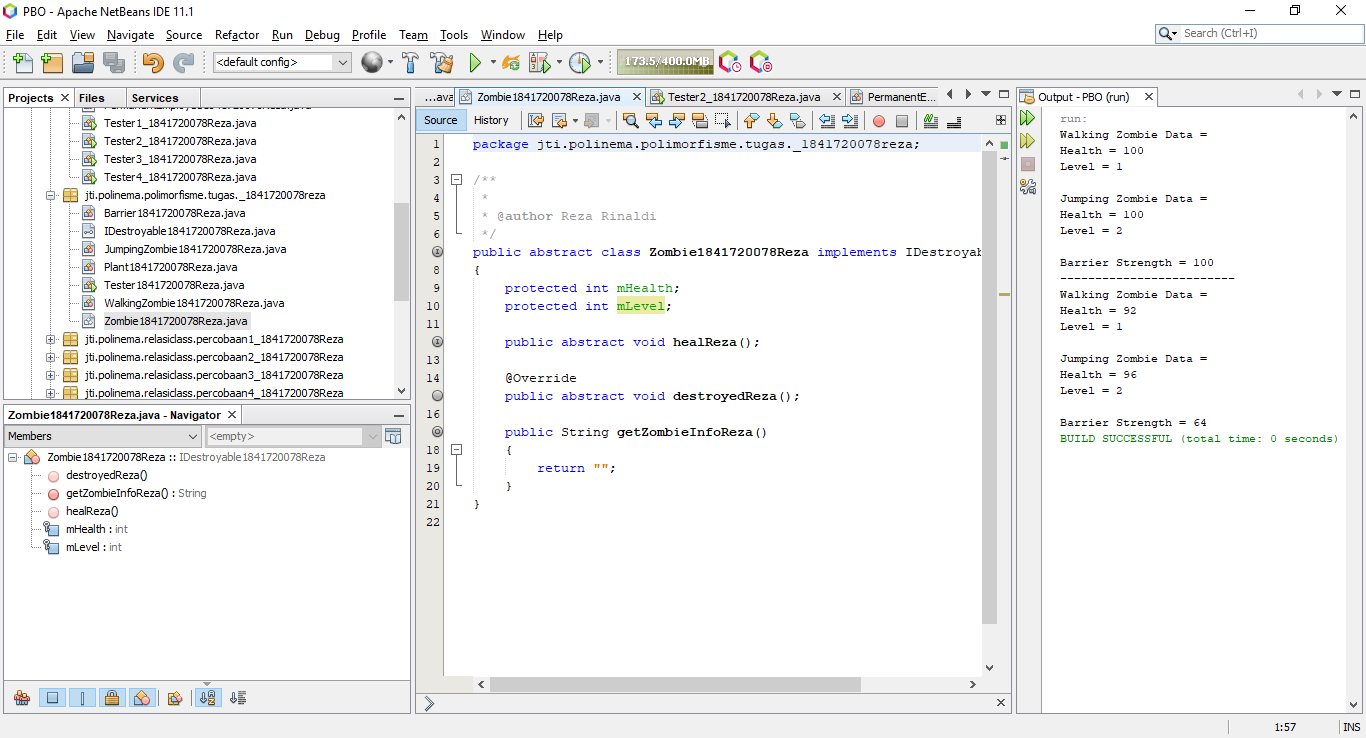 PBO - Apache NetBeans IDE 11.1
File Edit View Navigate Source Refactor Run Debug Profile Team Tools Window Help
Search (Ctrl+I)
<default config>
173.5/400.0MB
Projects Files Services
Tester1_1841720078Reza.java
Tester2_1841720078Reza.java
Tester3_1841720078Reza.java
Tester4_1841720078Reza.java
jti.polinema.polimorfisme.tugas._1841720078reza
Barrier1841720078Reza.java
IDestroyable1841720078Reza.java
JumpingZombie1841720078Reza.java
Plant1841720078Reza.java
Tester1841720078Reza.java
WalkingZombie1841720078Reza.java
Zombie1841720078Reza.java
jti.polinema.relasiclass.percobaan1_1841720078Reza
jti.polinema.relasiclass.percobaan2_1841720078Reza
jti.polinema.relasiclass.percobaan3_1841720078Reza
jti.polinema.relasiclass.percobaan4_1841720078Reza
Zombie1841720078Reza.java - Navigator
Members <empty>
Zombie1841720078Reza :: IDestroyable1841720078Reza
destroyedReza()
getZombieInfoReza() : String
healReza()
mHealth : int
mLevel : int
...ava Zombie1841720078Reza.java Tester2_1841720078Reza.java PermanentE...
Source History
1 package jti.polinema.polimorfisme.tugas._1841720078reza;
2
3 /**
4 *
5 * @author Reza Rinaldi
6 */
public abstract class Zombie1841720078Reza implements IDestroyab
8 {
9 protected int mHealth;
10 protected int mLevel;
11
public abstract void healReza();
13
14 @Override
public abstract void destroyedReza();
16
public String getZombieInfoReza()
18 {
19 return "";
20 }
21 }
22
Output - PBO (run)
run:
Walking Zombie Data =
Health = 100
Level = 1
Jumping Zombie Data =
Health = 100
Level = 2
Barrier Strength = 100
-------------------------
Walking Zombie Data =
Health = 92
Level = 1
Jumping Zombie Data =
Health = 96
Level = 2
Barrier Strength = 64
BUILD SUCCESSFUL (total time: 0 seconds)
1:57 INS